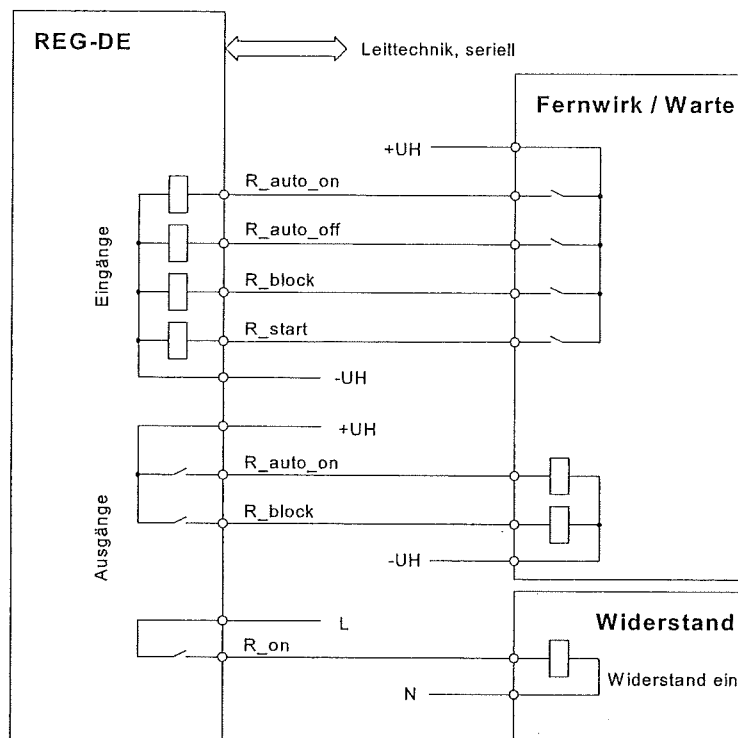 REG-DE
Leittechnik, seriell
Fernwirk / Warte
+UH
R_auto_on
R_auto_off
R_block
R_start
-UH
Eingänge
+UH
R_auto_on
R_block
-UH
Ausgänge
L
R_on
N
Widerstand
Widerstand ein